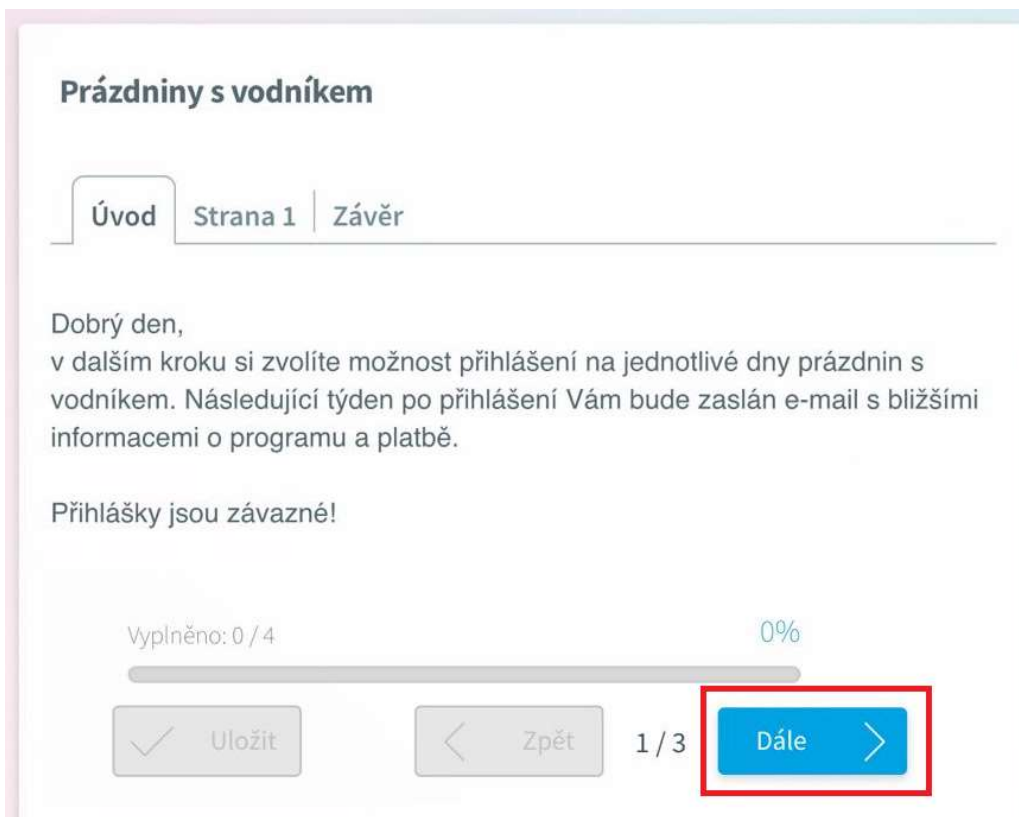 Prázdniny s vodníkem
Úvod Strana 1 Závěr
Dobrý den,
v dalším kroku si zvolíte možnost přihlášení na jednotlivé dny prázdnin s
vodníkem. Následující týden po přihlášení Vám bude zaslán e-mail s bližšími
informacemi o programu a platbě.
Přihlášky jsou závazné!
Vyplněno: 0 / 4 0%
Uložit Zpět 1 / 3 Dále